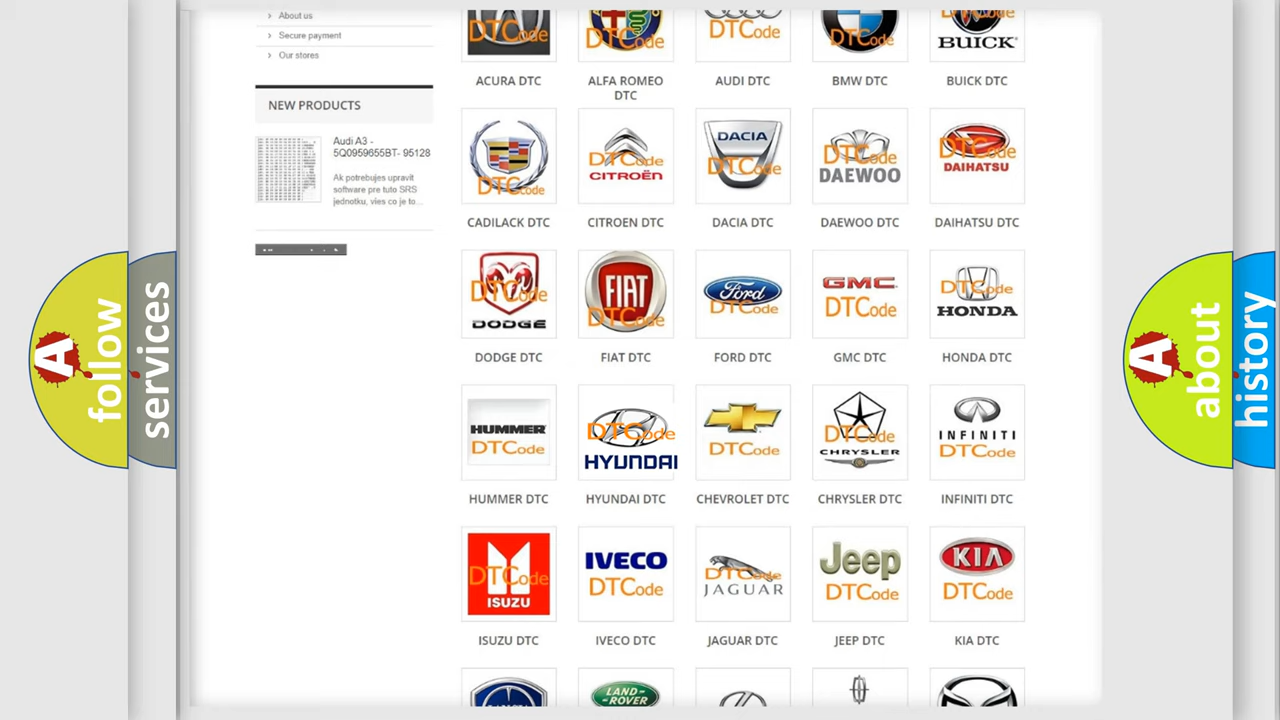 About us
Secure payment
Our stores
NEW PRODUCTS
Audi A3 -
5Q0959655BT- 95128
Ak potrebujes upravit
software pre tuto SRS
jednotku, vies co je to...
DTCode
DTCode
DTCode
DTCode
BUICK
ACURA DTC
ALFA ROMEO
DTC
AUDI DTC
BMW DTC
BUICK DTC
DTCode
DTCode
CITROËN
DACIA
DTCode
DTCode
DAEWOO
DTCode
DAIHATSU
CADILACK DTC
CITROEN DTC
DACIA DTC
DAEWOO DTC
DAIHATSU DTC
DTCode
DODGE
FIAT
DTCode
Ford
DTCode
GMC
DTCode
DTCode
HONDA
DODGE DTC
FIAT DTC
FORD DTC
GMC DTC
HONDA DTC
HUMMER
DTCode
DTCode
HYUNDAI
DTCode
DTCode
CHRYSLER
INFINITI
DTCode
HUMMER DTC
HYUNDAI DTC
CHEVROLET DTC
CHRYSLER DTC
INFINITI DTC
DTCode
ISUZU
IVECO
DTCode
DTCode
JAGUAR
Jeep
DTCode
KIA
DTCode
ISUZU DTC
IVECO DTC
JAGUAR DTC
JEEP DTC
KIA DTC
LAND-
ROVER
A
follow
services
A
about
history